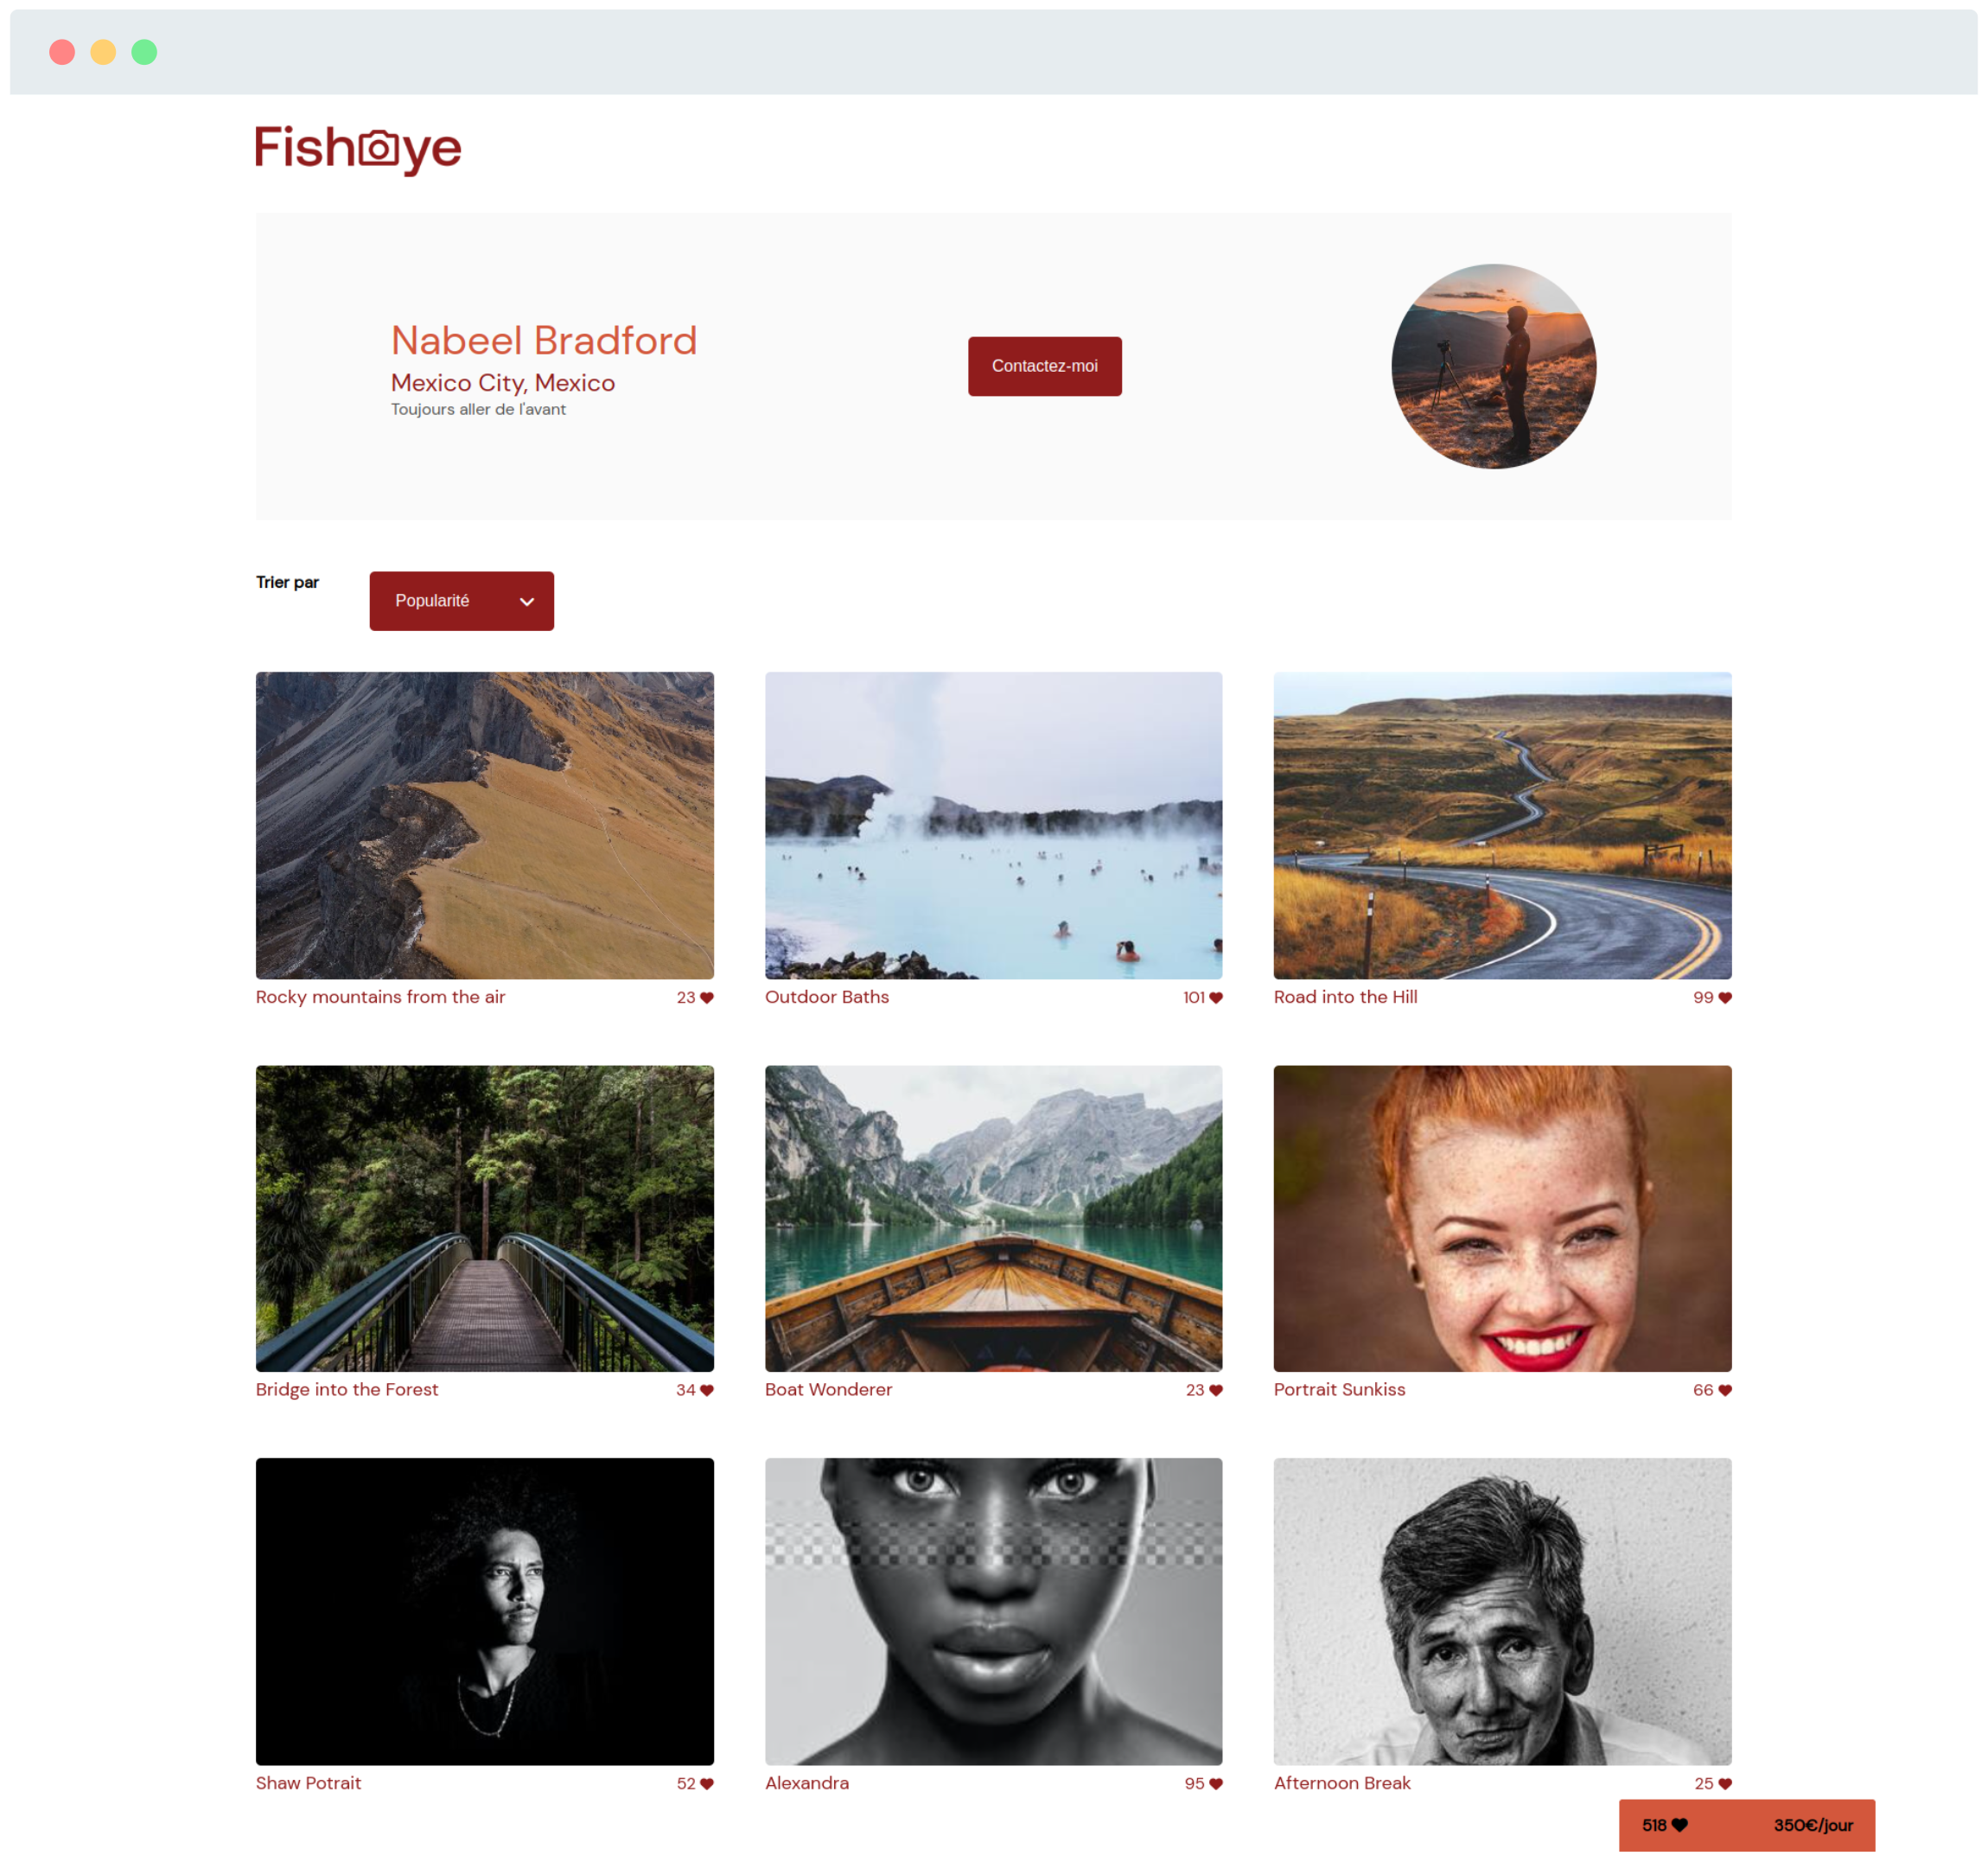 Fisheye
Nabeel Bradford
Mexico City, Mexico
Toujours aller de l'avant
Contactez-moi
Trier par
Popularité
Rocky mountains from the air 23
Outdoor Baths 101
Road into the Hill 99
Bridge into the Forest 34
Boat Wonderer 23
Portrait Sunkiss 66
Shaw Potrait 52
Alexandra 95
Afternoon Break 25
518 350€/jour